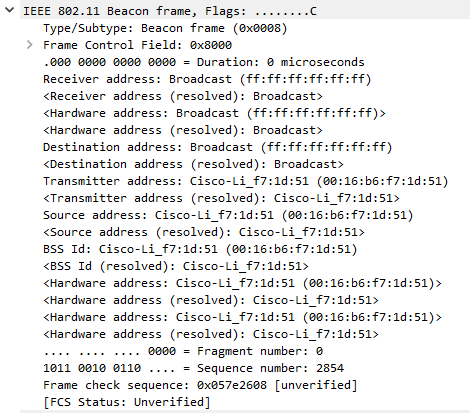 IEEE 802.11 Beacon frame, Flags: ........C
Type/Subtype: Beacon frame (0x0008)
Frame Control Field: 0x8000
.000 0000 0000 0000 = Duration: 0 microseconds
Receiver address: Broadcast (ff:ff:ff:ff:ff:ff)
<Receiver address (resolved): Broadcast>
<Hardware address: Broadcast (ff:ff:ff:ff:ff:ff)>
<Hardware address (resolved): Broadcast>
Destination address: Broadcast (ff:ff:ff:ff:ff:ff)
<Destination address (resolved): Broadcast>
Transmitter address: Cisco-Li_f7:1d:51 (00:16:b6:f7:1d:51)
<Transmitter address (resolved): Cisco-Li_f7:1d:51>
Source address: Cisco-Li_f7:1d:51 (00:16:b6:f7:1d:51)
<Source address (resolved): Cisco-Li_f7:1d:51>
BSS Id: Cisco-Li_f7:1d:51 (00:16:b6:f7:1d:51)
<BSS Id (resolved): Cisco-Li_f7:1d:51>
<Hardware address: Cisco-Li_f7:1d:51 (00:16:b6:f7:1d:51)>
<Hardware address (resolved): Cisco-Li_f7:1d:51>
<Hardware address: Cisco-Li_f7:1d:51 (00:16:b6:f7:1d:51)>
<Hardware address (resolved): Cisco-Li_f7:1d:51>
.... .... .... 0000 = Fragment number: 0
1011 0010 0110 .... = Sequence number: 2854
Frame check sequence: 0x057e2608 [unverified]
[FCS Status: Unverified]